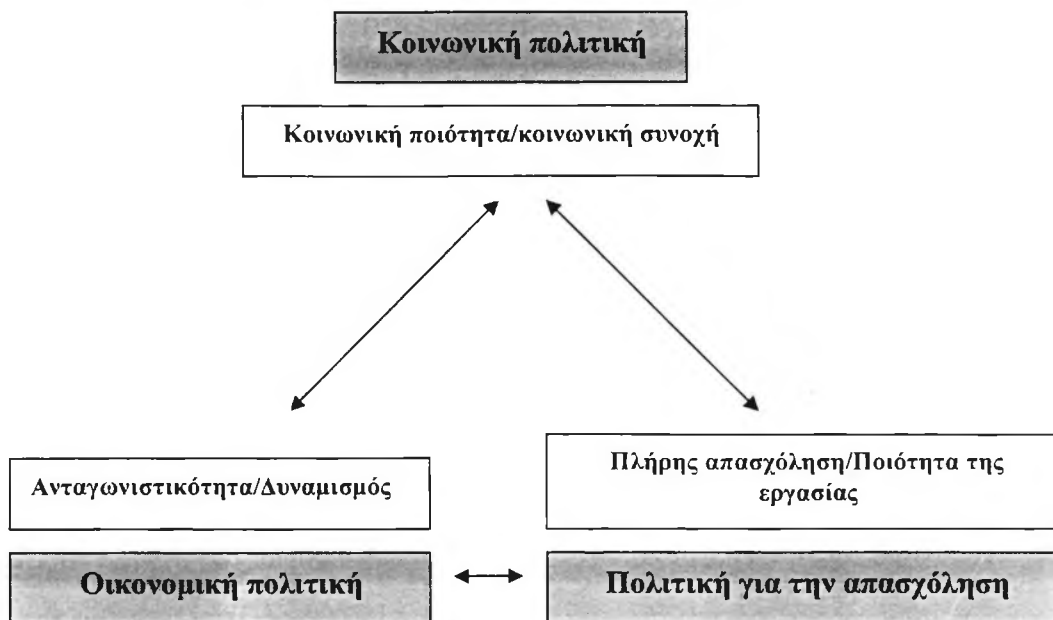 Κοινωνική πολιτική
Κοινωνική ποιότητα/κοινωνική συνοχή
Ανταγωνιστικότητα/Δυναμισμός
Οικονομική πολιτική
Πλήρης απασχόληση/Ποιότητα της
εργασίας
Πολιτική για την απασχόληση